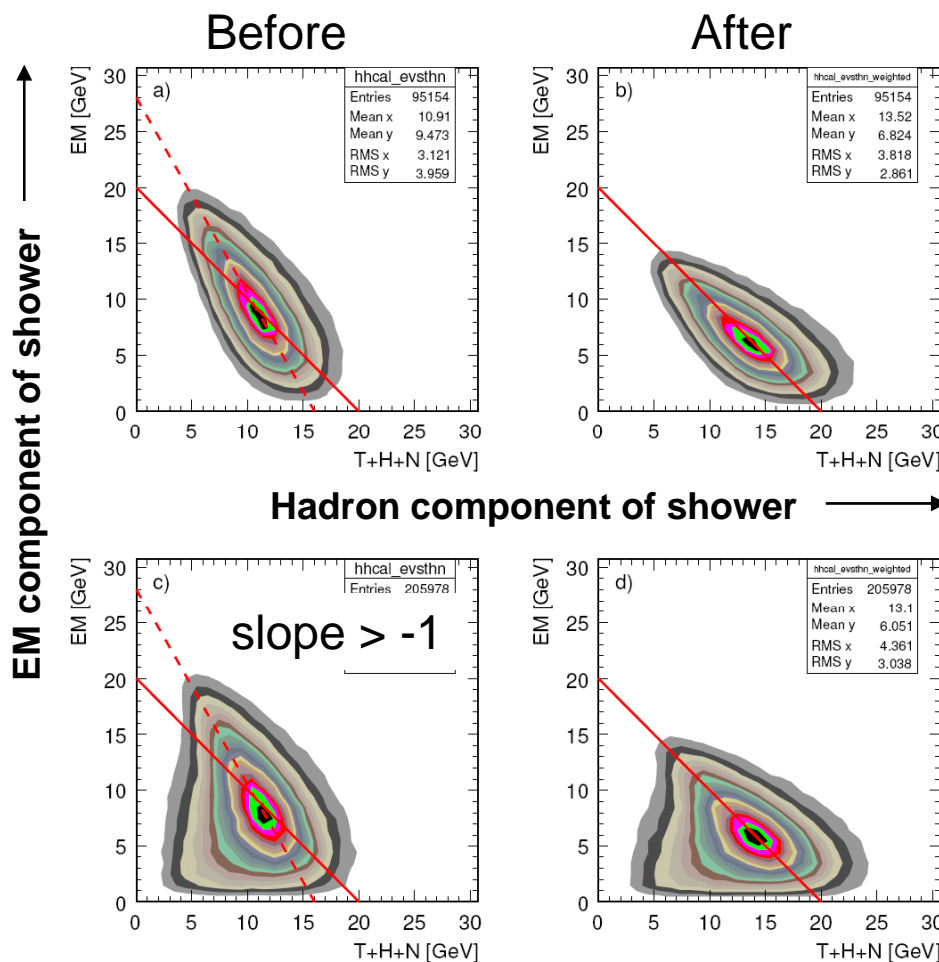 Before
After
EM component of shower
EM [GeV]
a)
hhcal_evsthn
Entries 95154
Mean x 10.91
Mean y 9.473
RMS x 3.121
RMS y 3.959
30
25
20
15
10
5
0
0 5 10 15 20 25 30
T+H+N [GeV]
EM [GeV]
b)
hhcal_evsthn_weighted
Entries 95154
Mean x 13.52
Mean y 6.824
RMS x 3.818
RMS y 2.861
30
25
20
15
10
5
0
0 5 10 15 20 25 30
T+H+N [GeV]
Hadron component of shower
EM [GeV]
c)
hhcal_evsthn
Entries 205978
slope > -1
30
25
20
15
10
5
0
0 5 10 15 20 25 30
T+H+N [GeV]
EM [GeV]
d)
hhcal_evsthn_weighted
Entries 205978
Mean x 13.1
Mean y 6.051
RMS x 4.361
RMS y 3.038
30
25
20
15
10
5
0
0 5 10 15 20 25 30
T+H+N [GeV]